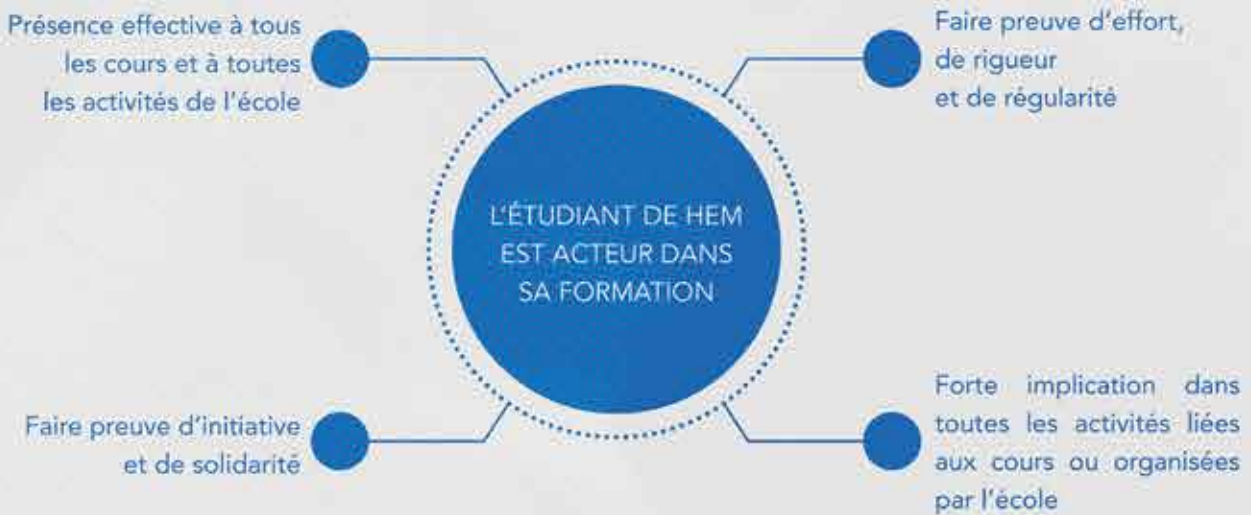 Présence effective à tous
les cours et à toutes
les activités de l'école
Faire preuve d'effort,
de rigueur
et de régularité
L'ÉTUDIANT DE HEM
EST ACTEUR DANS
SA FORMATION
Faire preuve d'initiative
et de solidarité
Forte implication dans
toutes les activités liées
aux cours ou organisées
par l'école